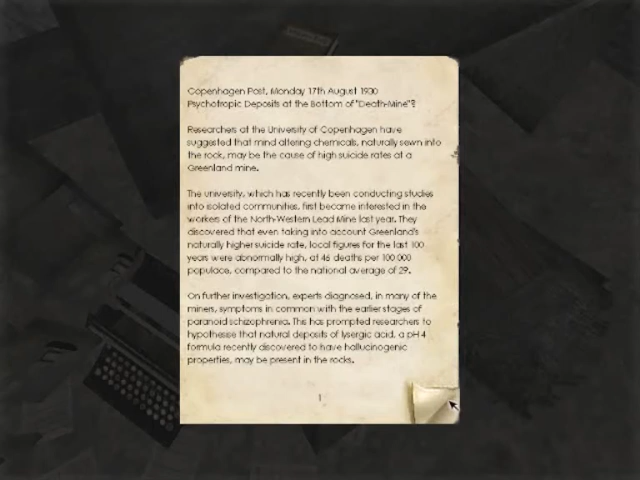 Copenhagen Post, Monday 17th August 1930
Psychotropic Deposits at the Bottom of "Death-Mine"?
Researchers at the University of Copenhagen have
suggested that mind altering chemicals, naturally sewn into
the rock, may be the cause of high suicide rates at a
Greenland mine.
The university, which has recently been conducting studies
into isolated communities, first became interested in the
workers of the North-Western Lead Mine last year. They
discovered that even taking into account Greenland's
naturally higher suicide rate, local figures for the last 100
years were abnormally high, at 46 deaths per 100 000
populace, compared to the national average of 29.
On further investigation, experts diagnosed, in many of the
miners, symptoms in common with the earlier stages of
paranoid schizophrenia. This has prompted researchers to
hypothesise that natural deposits of lysergic acid, a pH 4
formula recently discovered to have hallucinogenic
properties, may be present in the rocks.
1